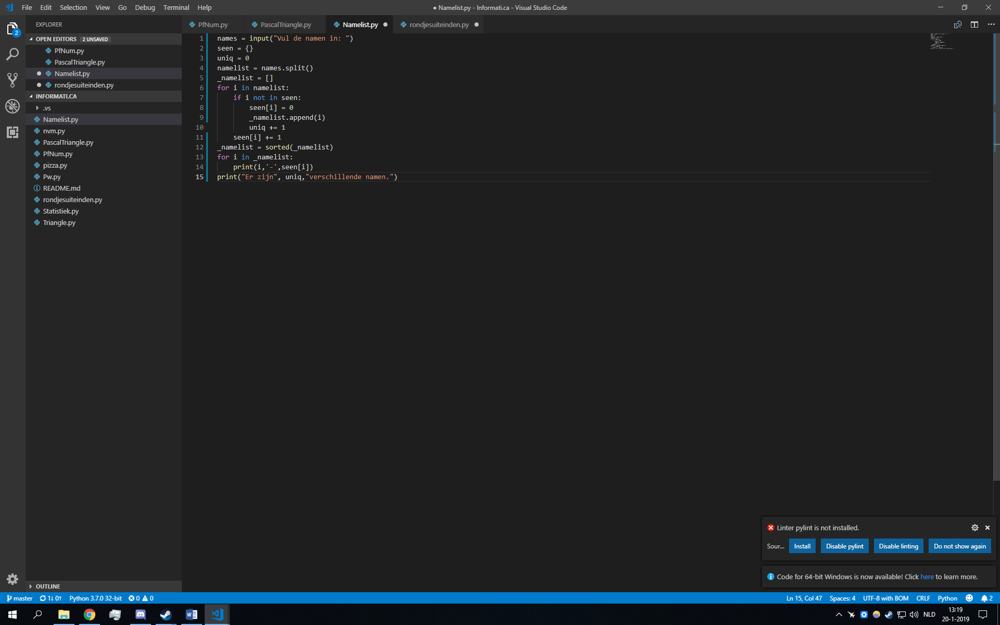 File Edit Selection View Go Debug Terminal Help
● Namelist.py - Informati.ca - Visual Studio Code
EXPLORER
2
OPEN EDITORS 2 UNSAVED
PfNum.py
PascalTriangle.py
Namelist.py
rondjesuiteinden.py
INFORMATI.CA
.vs
Namelist.py
nvm.py
PascalTriangle.py
PfNum.py
pizza.py
Pw.py
README.md
rondjesuiteinden.py
Statistiek.py
Triangle.py
OUTLINE
PfNum.py PascalTriangle.py Namelist.py rondjesuiteinden.py
1 names = input("Vul de namen in: ")
2 seen = {}
3 uniq = 0
4 namelist = names.split()
5 _namelist = []
6 for i in namelist:
7 if i not in seen:
8 seen[i] = 0
9 _namelist.append(i)
10 uniq += 1
11 seen[i] += 1
12 _namelist = sorted(_namelist)
13 for i in _namelist:
14 print(i,'-',seen[i])
15 print("Er zijn", uniq,"verschillende namen.")
Linter pylint is not installed.
Sour... Install Disable pylint Disable linting Do not show again
Code for 64-bit Windows is now available! Click here to learn more.
master 1↓ 0↑ Python 3.7.0 32-bit 0 0
Ln 15, Col 47 Spaces: 4 UTF-8 with BOM CRLF Python 2
NLD
13:19
20-1-2019